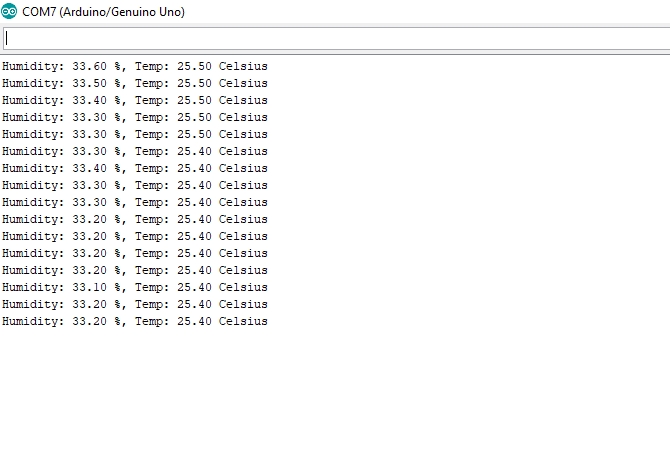 COM7 (Arduino/Genuino Uno)
Humidity: 33.60 %, Temp: 25.50 Celsius
Humidity: 33.50 %, Temp: 25.50 Celsius
Humidity: 33.40 %, Temp: 25.50 Celsius
Humidity: 33.30 %, Temp: 25.50 Celsius
Humidity: 33.30 %, Temp: 25.50 Celsius
Humidity: 33.30 %, Temp: 25.40 Celsius
Humidity: 33.40 %, Temp: 25.40 Celsius
Humidity: 33.30 %, Temp: 25.40 Celsius
Humidity: 33.30 %, Temp: 25.40 Celsius
Humidity: 33.20 %, Temp: 25.40 Celsius
Humidity: 33.20 %, Temp: 25.40 Celsius
Humidity: 33.20 %, Temp: 25.40 Celsius
Humidity: 33.20 %, Temp: 25.40 Celsius
Humidity: 33.10 %, Temp: 25.40 Celsius
Humidity: 33.20 %, Temp: 25.40 Celsius
Humidity: 33.20 %, Temp: 25.40 Celsius